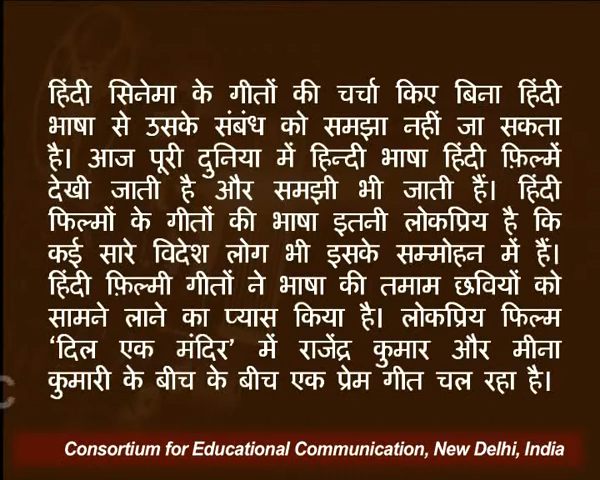 हिंदी सिनेमा के गीतों की चर्चा किए बिना हिंदी
भाषा से उसके संबंध को समझा नहीं जा सकता
है। आज पूरी दुनिया में हिन्दी भाषा हिंदी फ़िल्में
देखी जाती है और समझी भी जाती हैं। हिंदी
फिल्मों के गीतों की भाषा इतनी लोकप्रिय है कि
कई सारे विदेश लोग भी इसके सम्मोहन में हैं।
हिंदी फ़िल्मी गीतों ने भाषा की तमाम छवियों को
सामने लाने का प्यास किया है। लोकप्रिय फिल्म
‘दिल एक मंदिर’ में राजेंद्र कुमार और मीना
कुमारी के बीच के बीच एक प्रेम गीत चल रहा है।
Consortium for Educational Communication, New Delhi, India